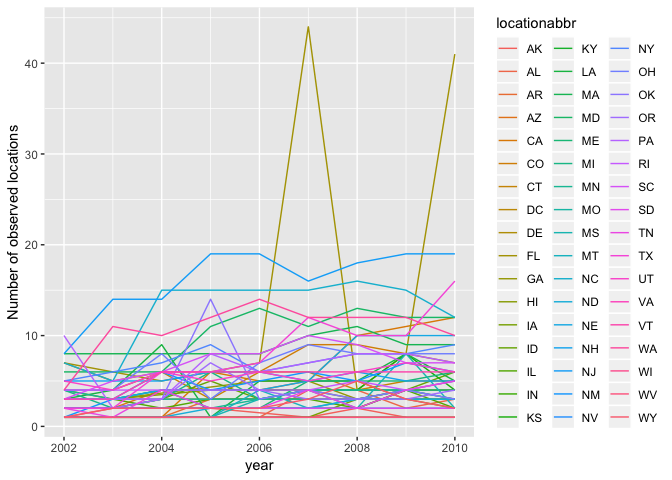 locationabbr
AK KY NY
AL LA OH
AR MA OK
AZ MD OR
CA ME PA
CO MI RI
CT MN SC
DC MO SD
DE MS TN
FL MT TX
GA NC UT
HI ND VA
IA NE VT
ID NH WA
IL NJ WI
IN NM WV
KS NV WY
Number of observed locations
40
30
20
10
0
2002 2004 2006 2008 2010
year